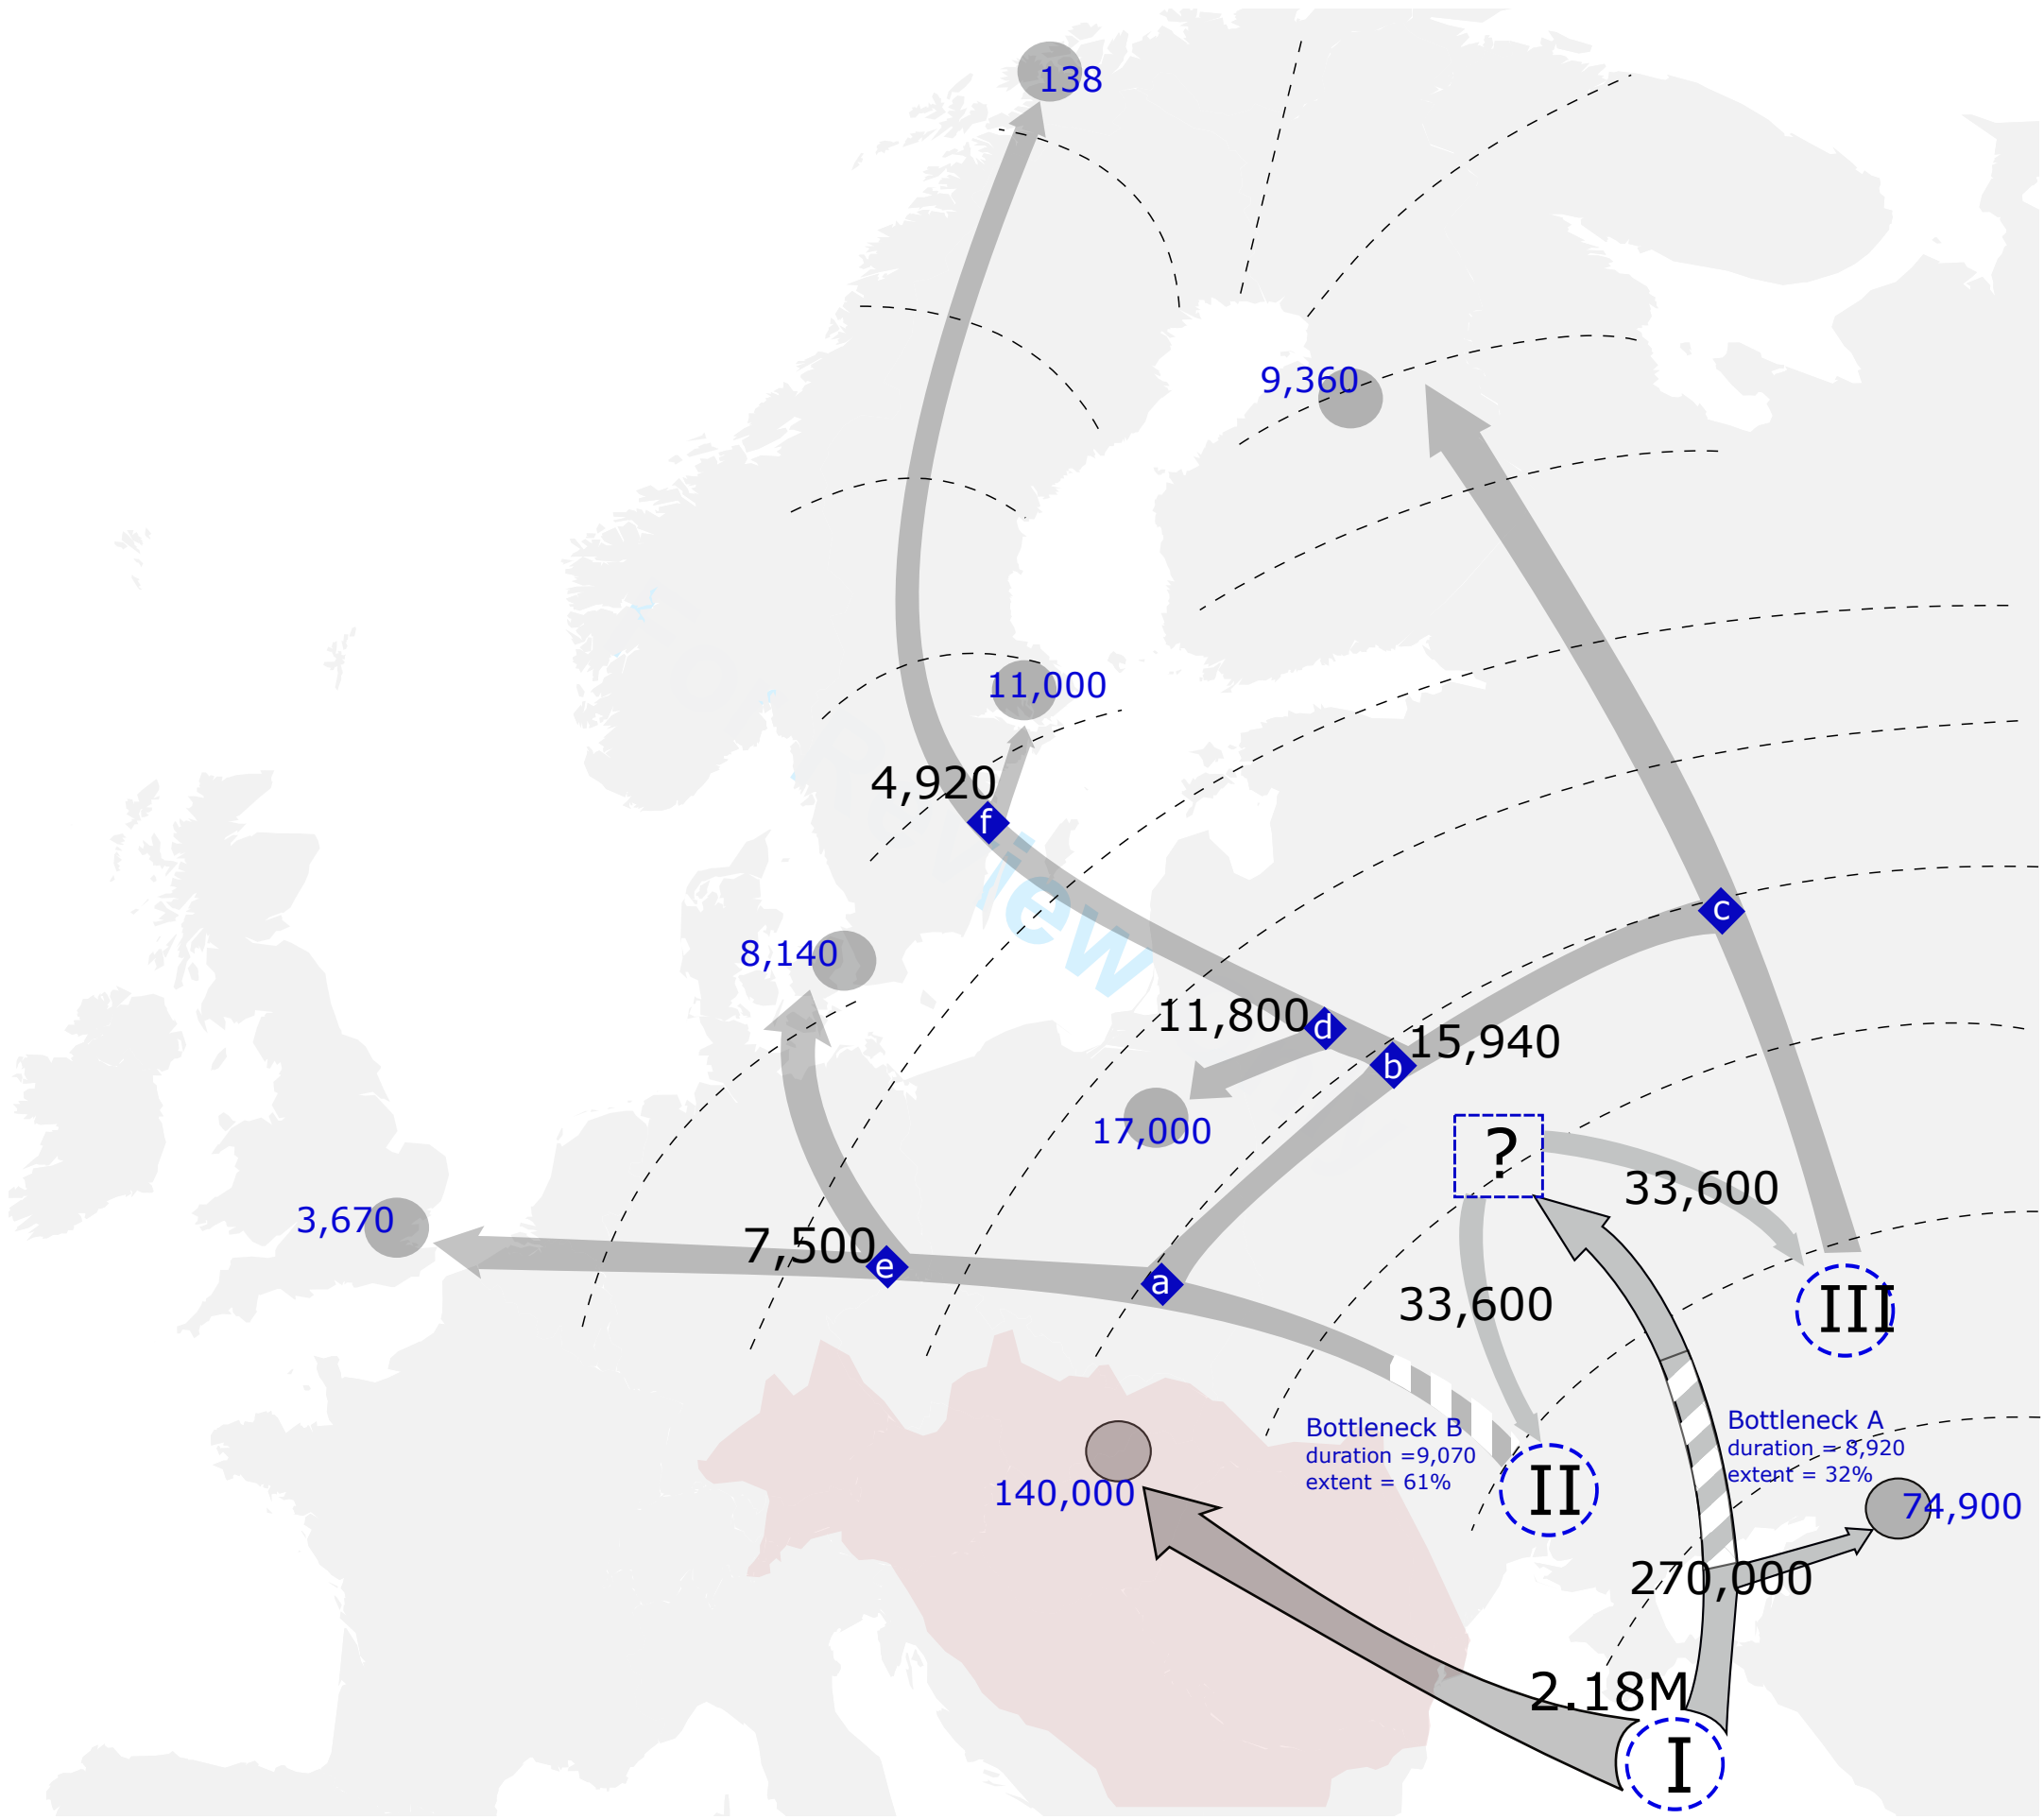 138
9,360
11,000
4,920
f
iew
c
8,140
11,800
d
15,940
b
17,000
?
33,600
3,670
7,500
e
a
33,600
III
Bottleneck B
duration =9,070
extent = 61%
Bottleneck A
duration = 8,920
extent = 32%
II
140,000
74,900
270,000
2.18M
I